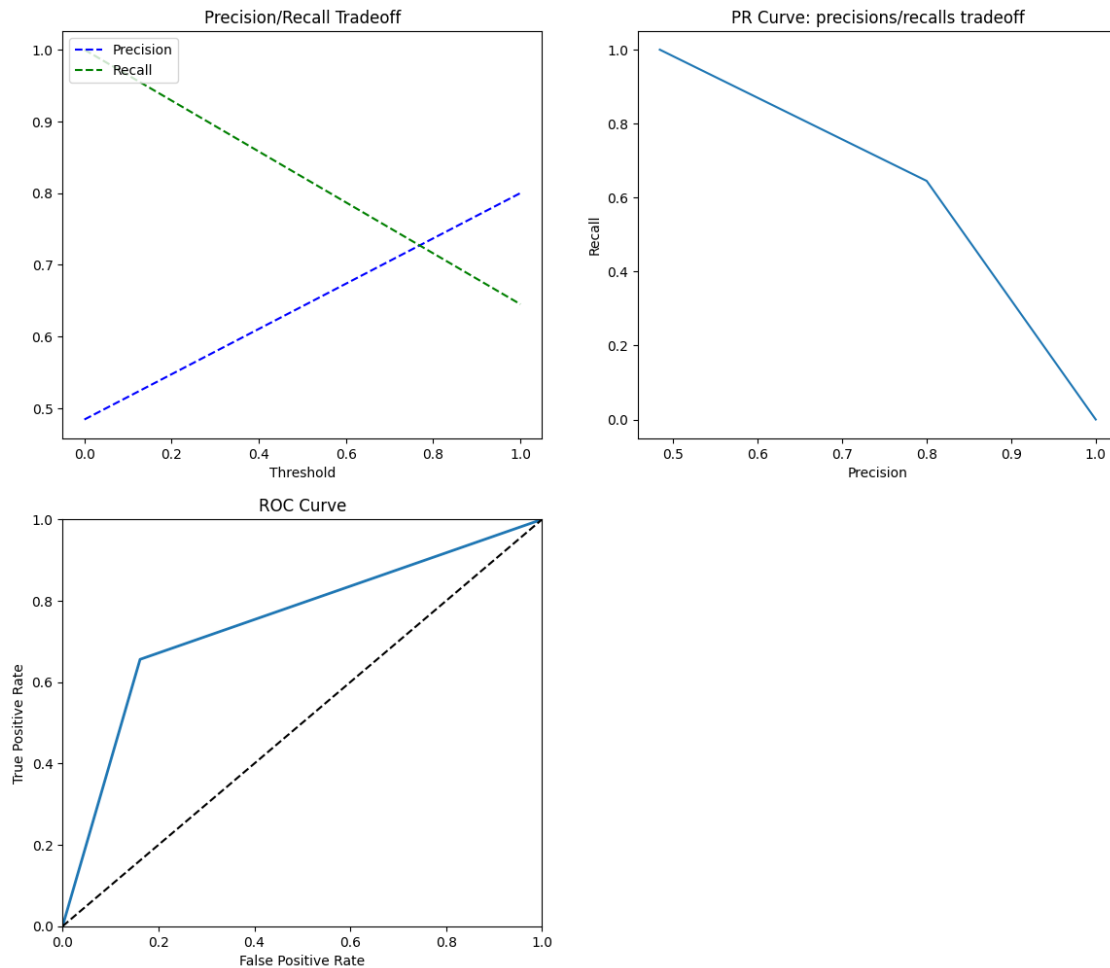 Precision/Recall Tradeoff
Precision
Recall
1.0
0.9
0.8
0.7
0.6
0.5
0.0 0.2 0.4 0.6 0.8 1.0
Threshold
PR Curve: precisions/recalls tradeoff
Recall
1.0
0.8
0.6
0.4
0.2
0.0
0.5 0.6 0.7 0.8 0.9 1.0
Precision
ROC Curve
True Positive Rate
1.0
0.8
0.6
0.4
0.2
0.0
0.0 0.2 0.4 0.6 0.8 1.0
False Positive Rate